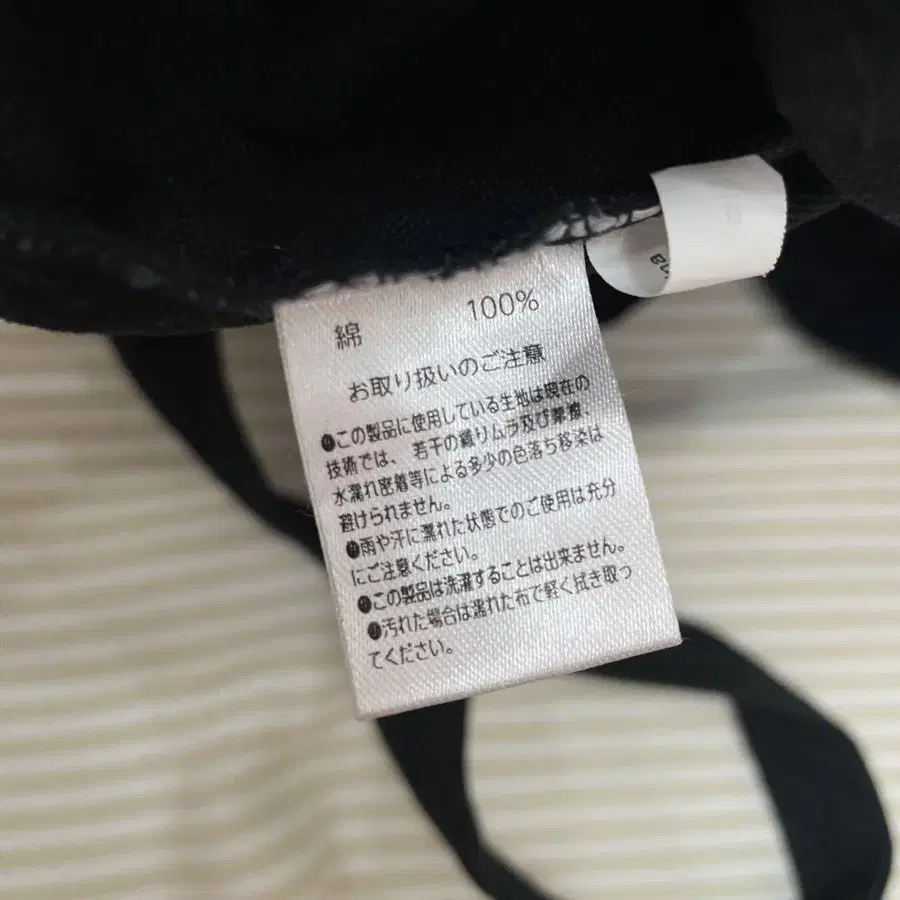 綿 100%
お取り扱いのご注意
●この製品に使用している生地は現在の
技術では、若干の織りムラ及び摩擦、
水濡れ密着等による多少の色落ち移染は
避けられません。
●雨や汗に濡れた状態でのご使用は充分
にご注意ください。
●この製品は洗濯することは出来ません。
●汚れた場合は濡れた布で軽く拭き取っ
てください。